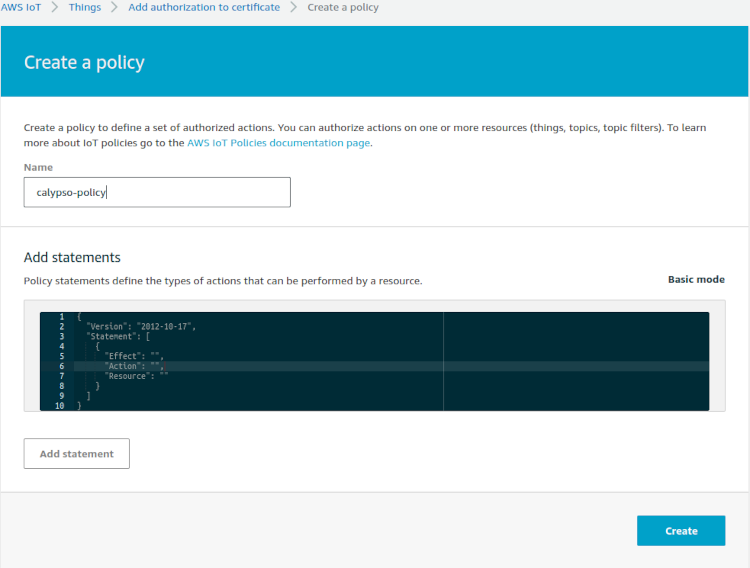 AWS IoT > Things > Add authorization to certificate > Create a policy
Create a policy
Create a policy to define a set of authorized actions. You can authorize actions on one or more resources (things, topics, topic filters). To learn
more about IoT policies go to the AWS IoT Policies documentation page.
Name
calypso-policy
Add statements
Policy statements define the types of actions that can be performed by a resource.
Basic mode
1 {
2 "Version": "2012-10-17",
3 "Statement": [
4 {
5 "Effect": "",
6 "Action": "",
7 "Resource": ""
8 }
9 ]
10 }
Add statement
Create